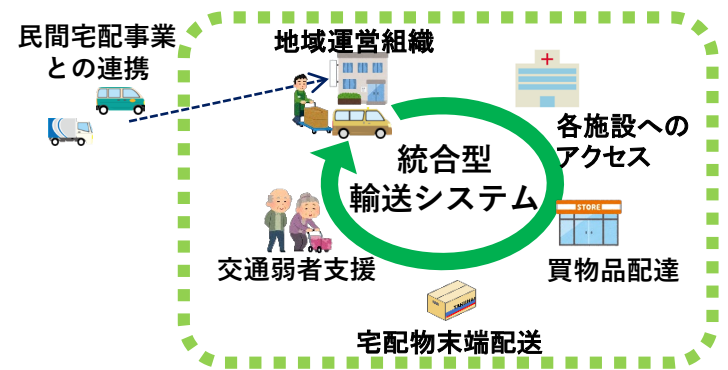 民間宅配事業
との連携
地域運営組織
各施設への
アクセス
統合型
輸送システム
STORE
交通弱者支援
買物品配達
宅配物末端配送